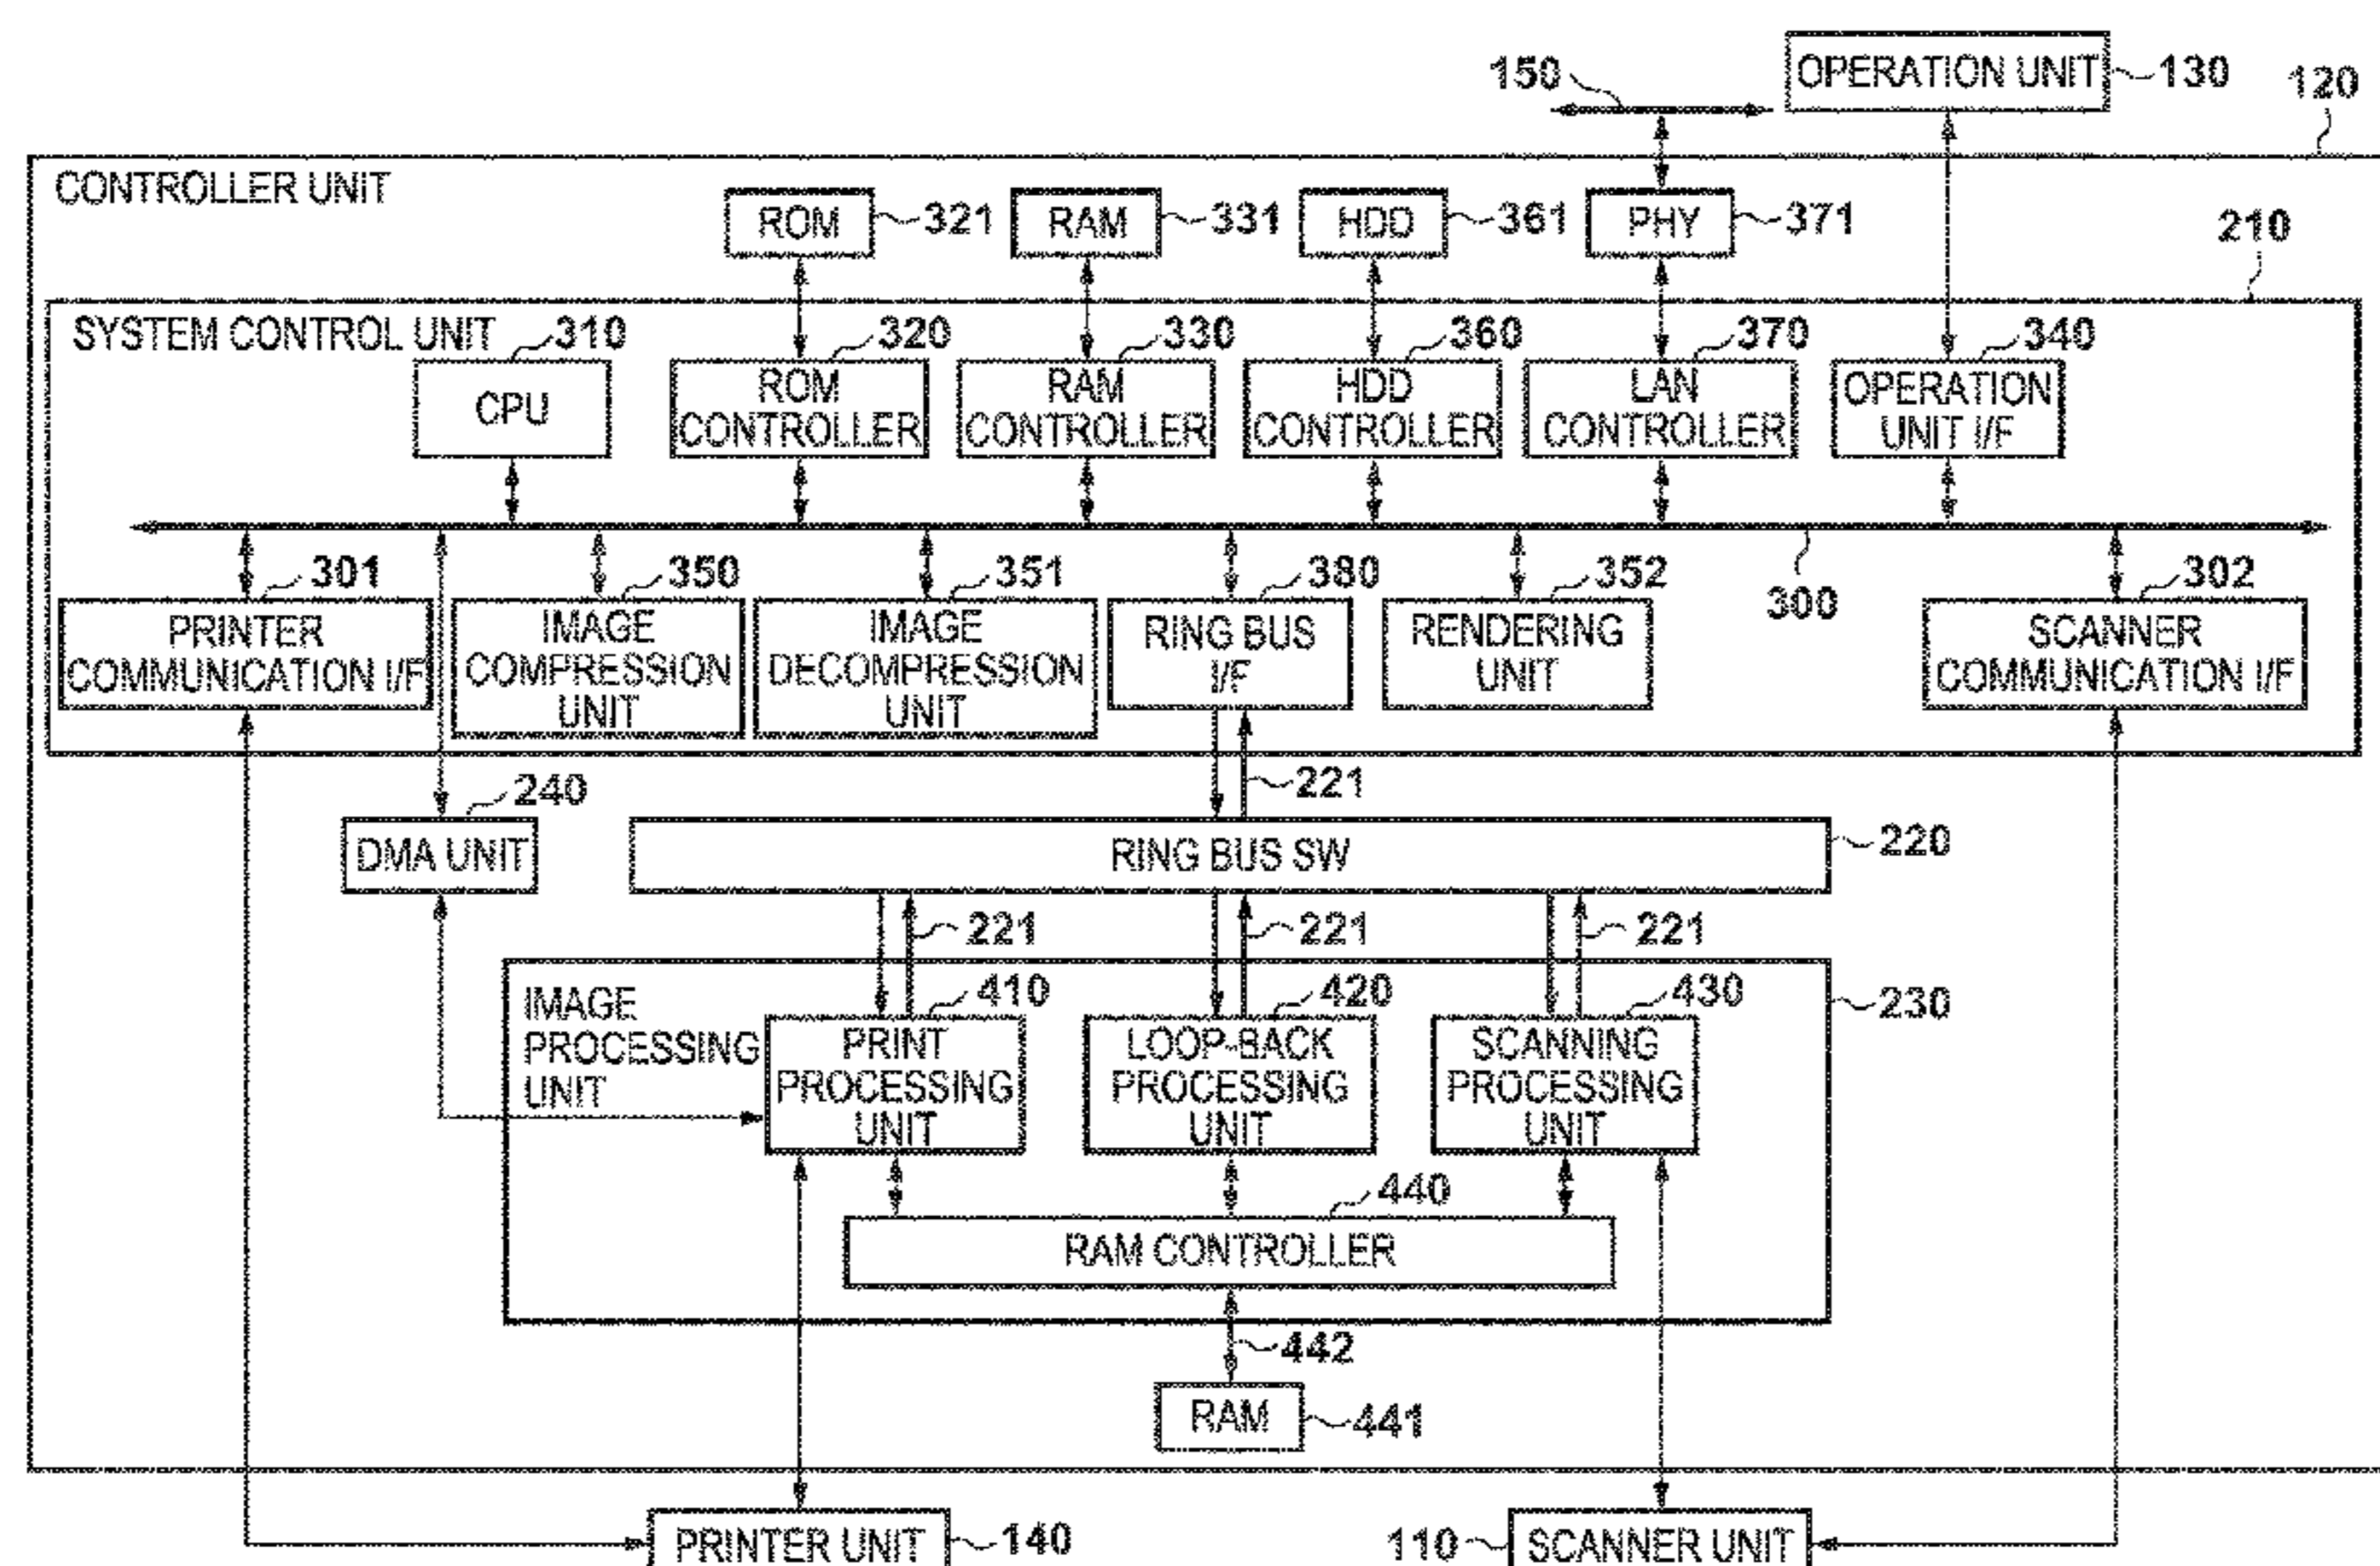 OPERATION UNIT
130
150
120
CONTROLLER UNIT
ROM
321
RAM
331
HDD
361
PHY
371
210
SYSTEM CONTROL UNIT
310
320
330
360
370
340
CPU
ROM
CONTROLLER
RAM
CONTROLLER
HDD
CONTROLLER
LAN
CONTROLLER
OPERATION
UNIT I/F
301
350
351
380
352
300
302
PRINTER
COMMUNICATION I/F
IMAGE
COMPRESSION
UNIT
IMAGE
DECOMPRESSION
UNIT
RING BUS
I/F
RENDERING
UNIT
SCANNER
COMMUNICATION I/F
221
240
DMA UNIT
RING BUS SW
220
221
221
221
IMAGE
PROCESSING
UNIT
410
420
430
230
PRINT
PROCESSING
UNIT
LOOP-BACK
PROCESSING
UNIT
SCANNING
PROCESSING
UNIT
440
RAM CONTROLLER
442
RAM
441
PRINTER UNIT
140
110
SCANNER UNIT